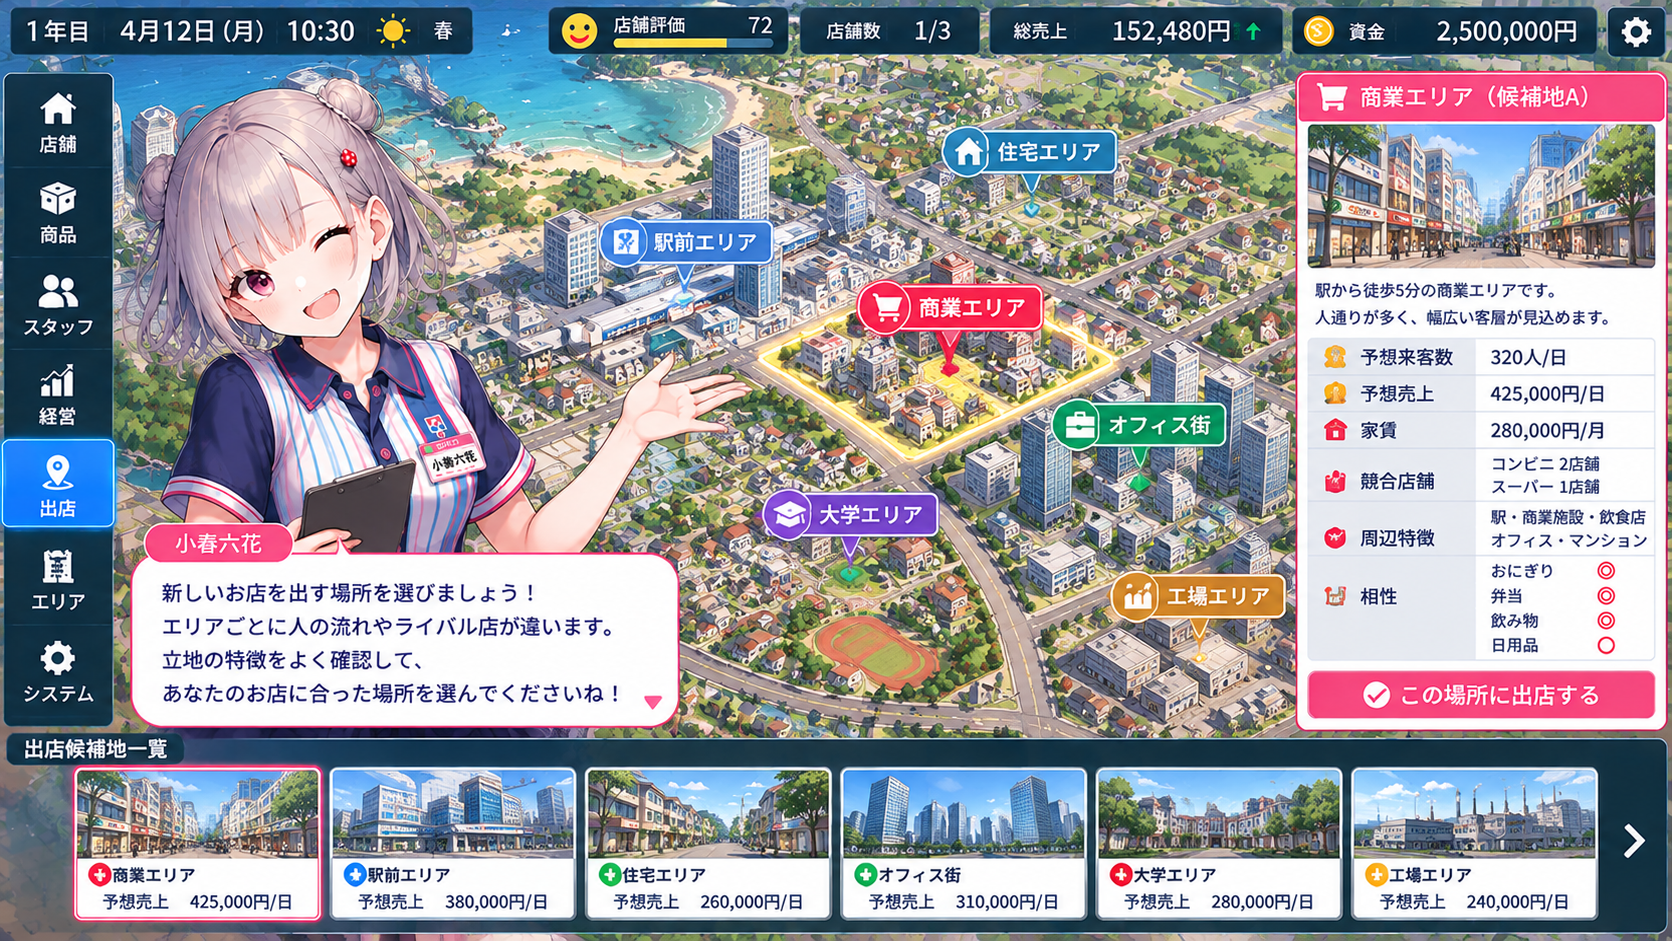 1年目 4月12日(月) 10:30 春
店舗評価 72
店舗数 1/3
総売上 152,480円
資金 2,500,000円
店舗
商品
スタッフ
経営
出店
エリア
システム
住宅エリア
駅前エリア
商業エリア
オフィス街
大学エリア
工場エリア
小春六花
小春六花
新しいお店を出す場所を選びましょう！
エリアごとに人の流れやライバル店が違います。
立地の特徴をよく確認して、
あなたのお店に合った場所を選んでくださいね！
商業エリア（候補地A）
駅から徒歩5分の商業エリアです。
人通りが多く、幅広い客層が見込めます。
予想来客数 320人/日
予想売上 425,000円/日
家賃 280,000円/月
競合店舗 コンビニ 2店舗
スーパー 1店舗
周辺特徴 駅・商業施設・飲食店
オフィス・マンション
相性 おにぎり ◎
弁当 ◎
飲み物 ◎
日用品 ○
この場所に出店する
出店候補地一覧
商業エリア
予想売上 425,000円/日
駅前エリア
予想売上 380,000円/日
住宅エリア
予想売上 260,000円/日
オフィス街
予想売上 310,000円/日
大学エリア
予想売上 280,000円/日
工場エリア
予想売上 240,000円/日